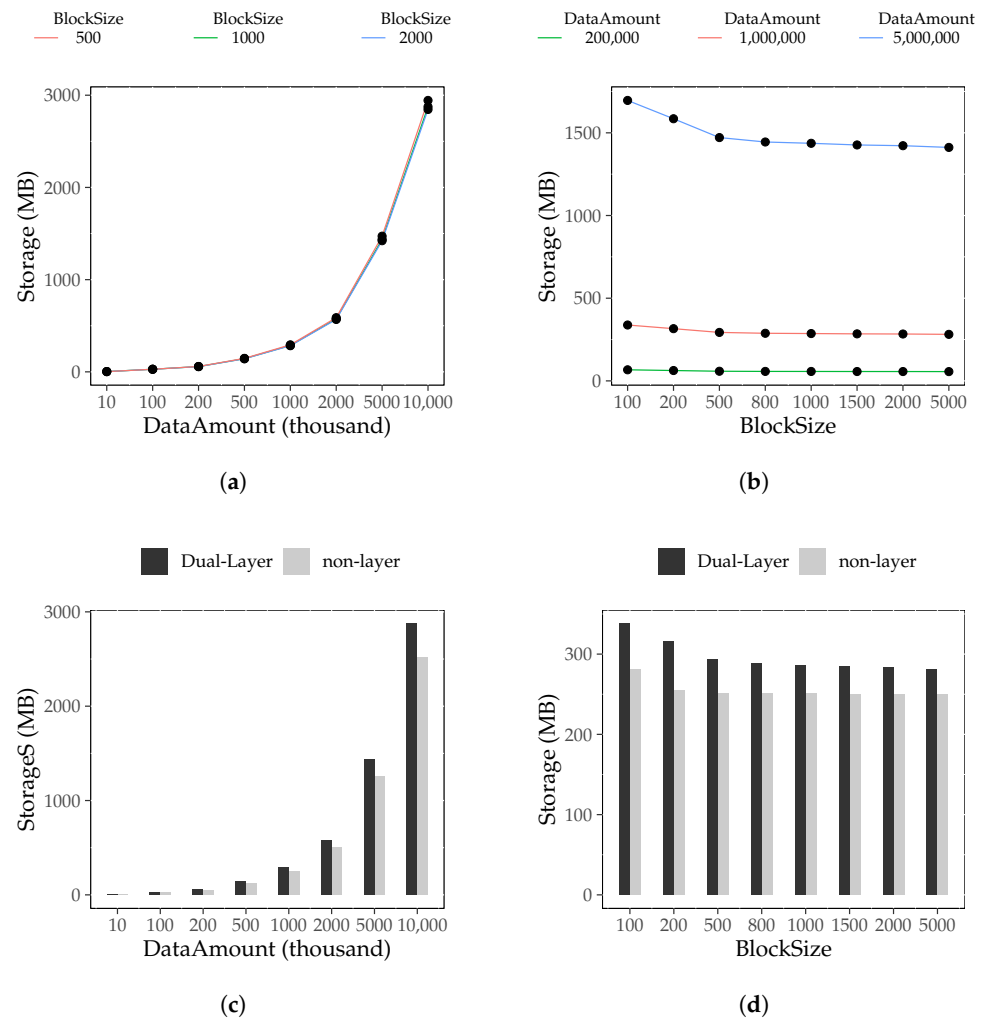 BlockSize BlockSize BlockSize
500 1000 2000
3000
2000
1000
0
Storage (MB)
10 100 200 500 1000 2000 5000 10,000
DataAmount (thousand)
(a)
DataAmount DataAmount DataAmount
200,000 1,000,000 5,000,000
1500
1000
500
0
Storage (MB)
100 200 500 800 1000 1500 2000 5000
BlockSize
(b)
Dual-Layer non-layer
3000
2000
1000
0
StorageS (MB)
10 100 200 500 1000 2000 5000 10,000
DataAmount (thousand)
(c)
Dual-Layer non-layer
300
200
100
0
Storage (MB)
100 200 500 800 1000 1500 2000 5000
BlockSize
(d)